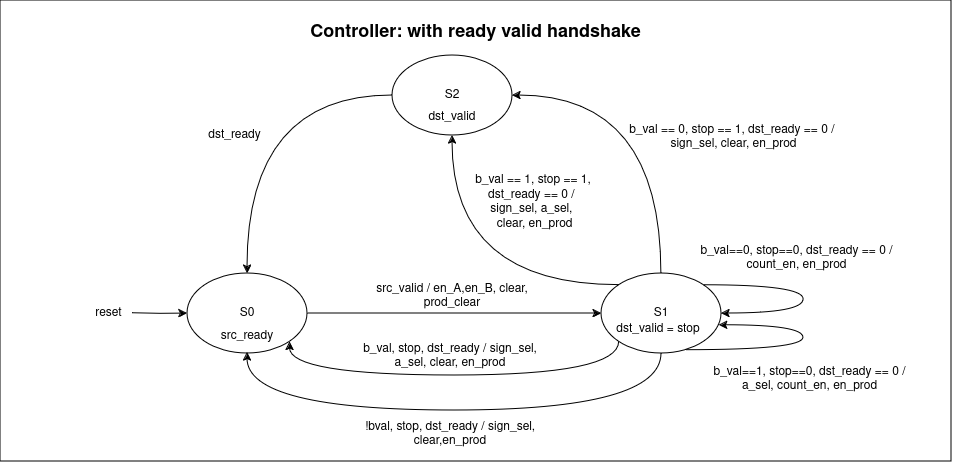 Controller: with ready valid handshake
S2
dst_valid
dst_ready
b_val == 0, stop == 1, dst_ready == 0 /
sign_sel, clear, en_prod
b_val == 1, stop == 1,
dst_ready == 0 /
sign_sel, a_sel,
clear, en_prod
b_val==0, stop==0, dst_ready == 0 /
count_en, en_prod
src_valid / en_A,en_B, clear,
prod_clear
reset
S0
src_ready
S1
dst_valid = stop
b_val, stop, dst_ready / sign_sel,
a_sel, clear, en_prod
b_val==1, stop==0, dst_ready == 0 /
a_sel, count_en, en_prod
!bval, stop, dst_ready / sign_sel,
clear,en_prod